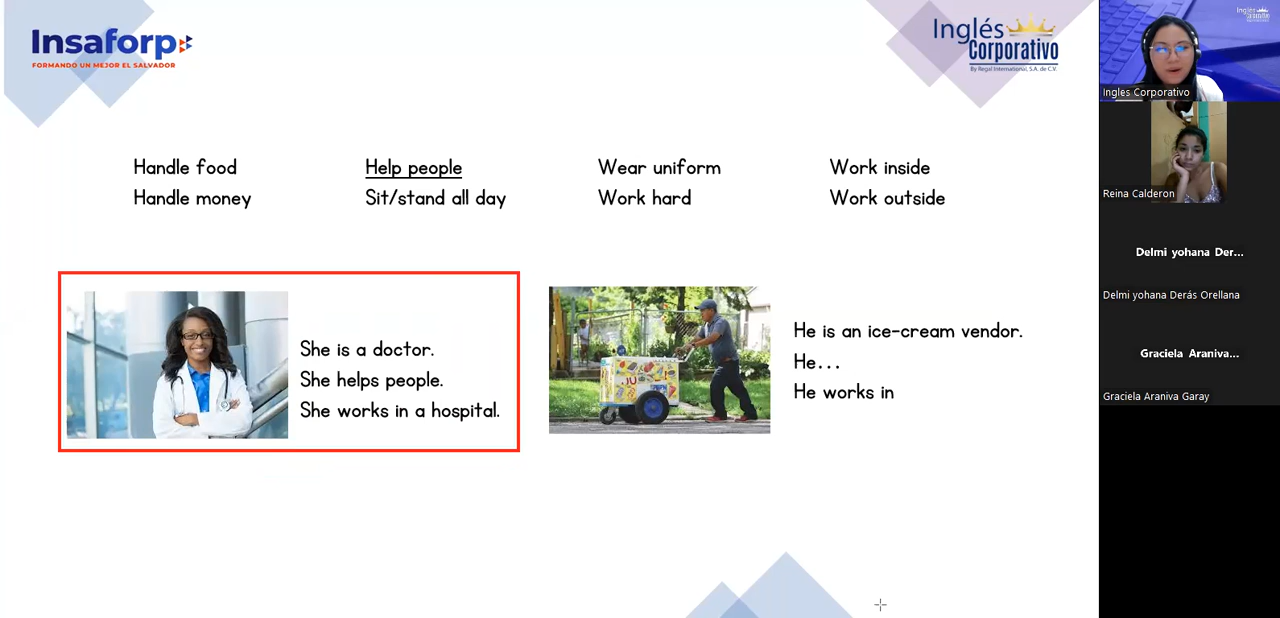 Insaforp
FORMANDO UN MEJOR EL SALVADOR
Inglés
Corporativo
By Regal International, S.A. de C.V.
Handle food
Handle money
Help people
Sit/stand all day
Wear uniform
Work hard
Work inside
Work outside
She is a doctor.
She helps people.
She works in a hospital.
He is an ice-cream vendor.
He...
He works in
Ingles Corporativo
Reina Calderon
Delmi yohana Der...
Delmi yohana Derás Orellana
Graciela Araniva...
Graciela Araniva Garay